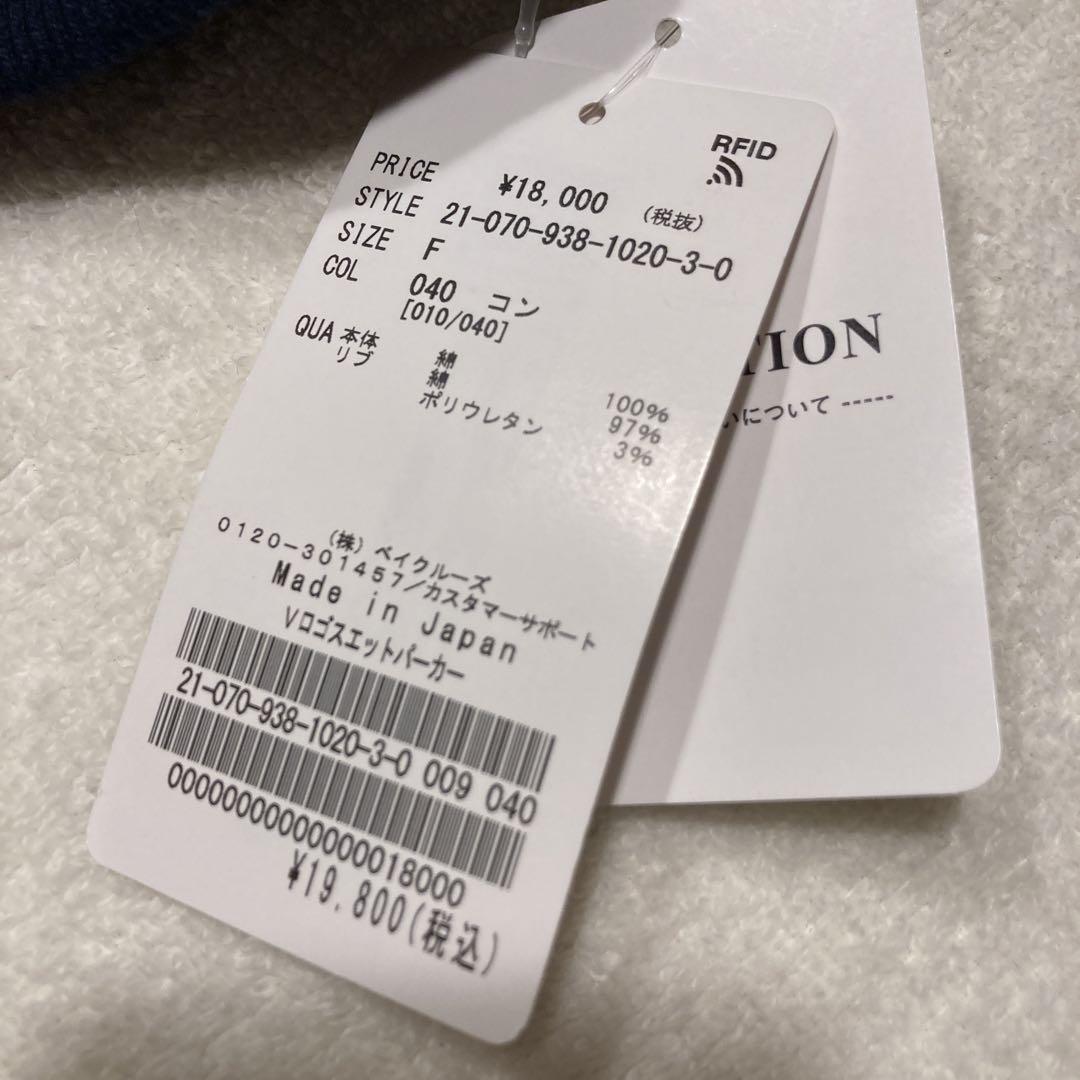 RFID
PRICE ¥18,000 (税抜)
STYLE 21-070-938-1020-3-0
SIZE F
COL 040 コン
[010/040]
QUA 本体 綿 100%
リブ 綿 97%
ポリウレタン 3%
(株) ベイクルーズ
0120-301457/カスタマーサポート
Made in Japan
Vロゴスエットパーカー
21-070-938-1020-3-0 009 040
0000000000000018000
¥19,800(税込)
TION
いについて -----